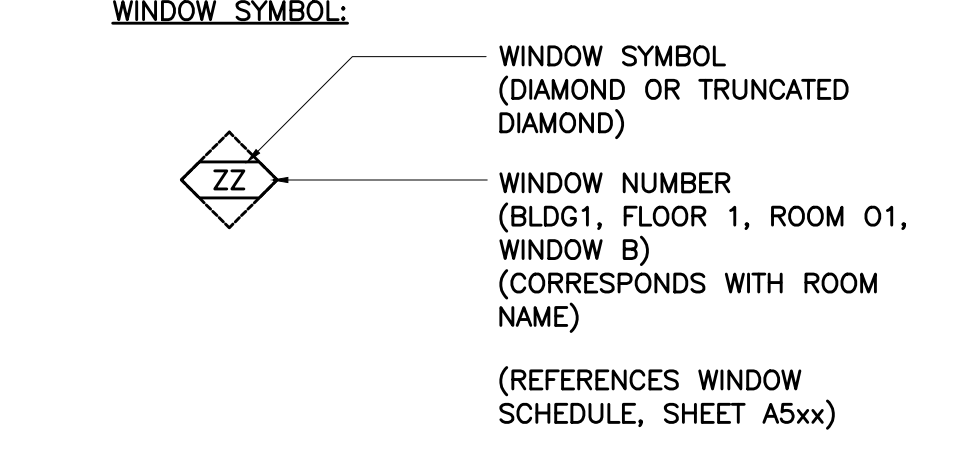 WINDOW SYMBOL:
WINDOW SYMBOL
(DIAMOND OR TRUNCATED
DIAMOND)
ZZ
WINDOW NUMBER
(BLDG1, FLOOR 1, ROOM 01,
WINDOW B)
(CORRESPONDS WITH ROOM
NAME)
(REFERENCES WINDOW
SCHEDULE, SHEET A5xx)